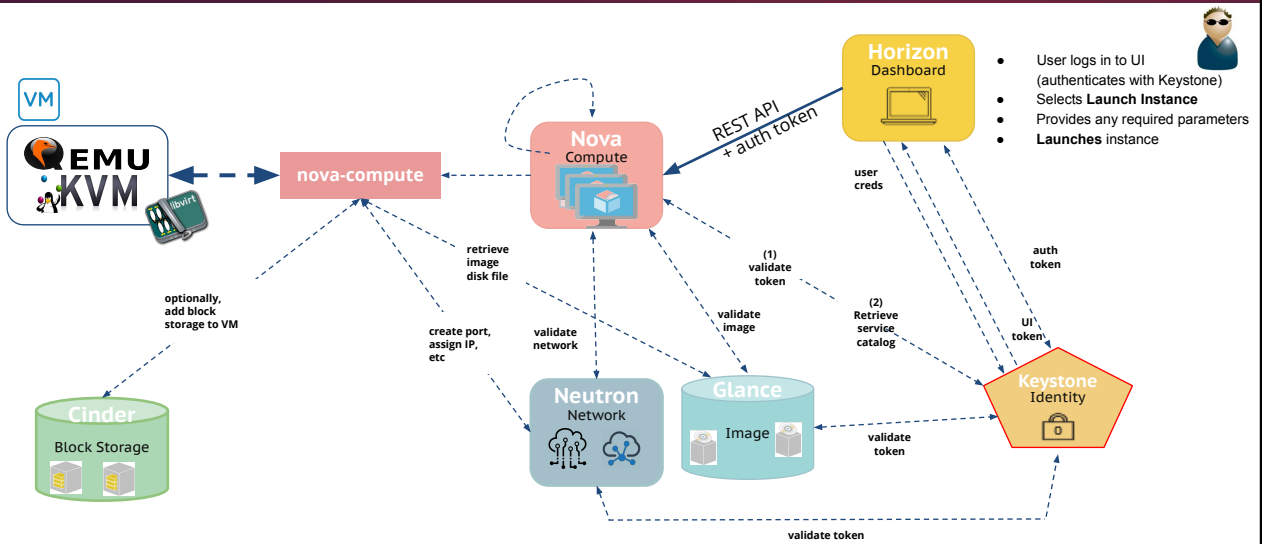 Horizon
Dashboard
● User logs in to UI
(authenticates with Keystone)
● Selects Launch Instance
● Provides any required parameters
● Launches instance
VM
QEMU
KVM
libvirt
nova-compute
Nova
Compute
REST API
+ auth token
user
creds
auth
token
UI
token
(1)
validate
token
(2)
Retrieve
service
catalog
retrieve
image
disk file
optionally,
add block
storage to VM
create port,
assign IP,
etc
validate
network
validate
image
Cinder
Block Storage
Neutron
Network
Glance
Image
validate
token
Keystone
Identity
validate token